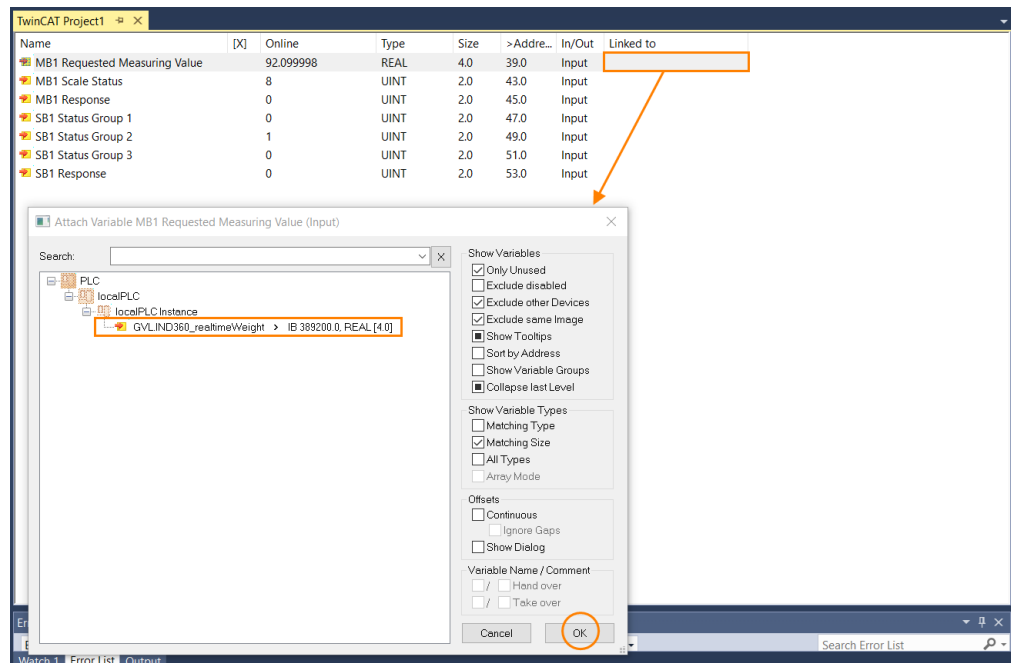 TwinCAT Project1
Name [X] Online Type Size >Addre... In/Out Linked to
MB1 Requested Measuring Value 92.099998 REAL 4.0 39.0 Input
MB1 Scale Status 8 UINT 2.0 43.0 Input
MB1 Response 0 UINT 2.0 45.0 Input
SB1 Status Group 1 0 UINT 2.0 47.0 Input
SB1 Status Group 2 1 UINT 2.0 49.0 Input
SB1 Status Group 3 0 UINT 2.0 51.0 Input
SB1 Response 0 UINT 2.0 53.0 Input
Attach Variable MB1 Requested Measuring Value (Input)
Search:
PLC
localPLC
localPLC Instance
GVL.IND360_realtimeWeight > IB 389200.0, REAL [4.0]
Show Variables
Only Unused
Exclude disabled
Exclude other Devices
Exclude same Image
Show Tooltips
Sort by Address
Show Variable Groups
Collapse last Level
Show Variable Types
Matching Type
Matching Size
All Types
Array Mode
Offsets
Continuous
Ignore Gaps
Show Dialog
Variable Name / Comment
/ Hand over
/ Take over
Cancel OK
Search Error List
Watch 1 Error List Output